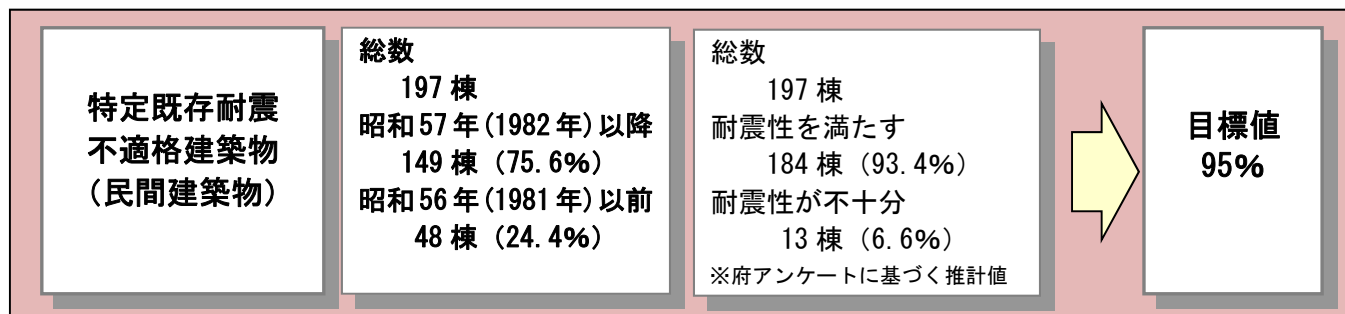 特定既存耐震
不適格建築物
（民間建築物）
総数
197 棟
昭和 57 年(1982 年)以降
149 棟（75.6%）
昭和 56 年(1981 年)以前
48 棟（24.4%）
総数
197 棟
耐震性を満たす
184 棟（93.4%）
耐震性が不十分
13 棟（6.6%）
※府アンケートに基づく推計値
目標値
95%